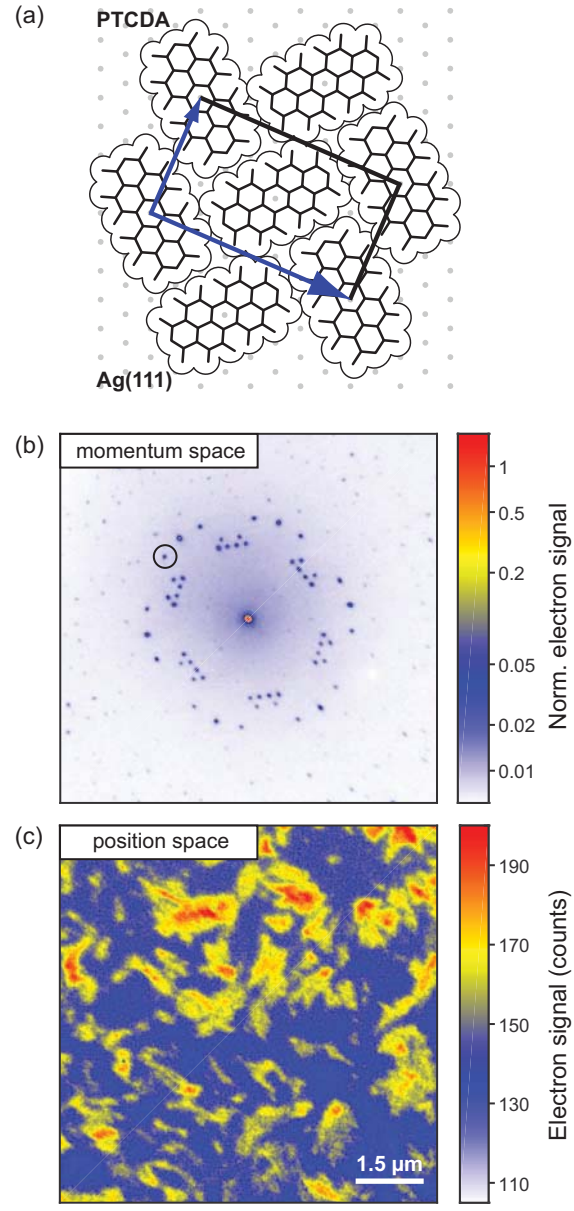 (a)
PTCDA
Ag(111)
(b)
momentum space
1
0.5
0.2
0.05
0.02
0.01
Norm. electron signal
(c)
position space
1.5 µm
190
170
150
130
110
Electron signal (counts)